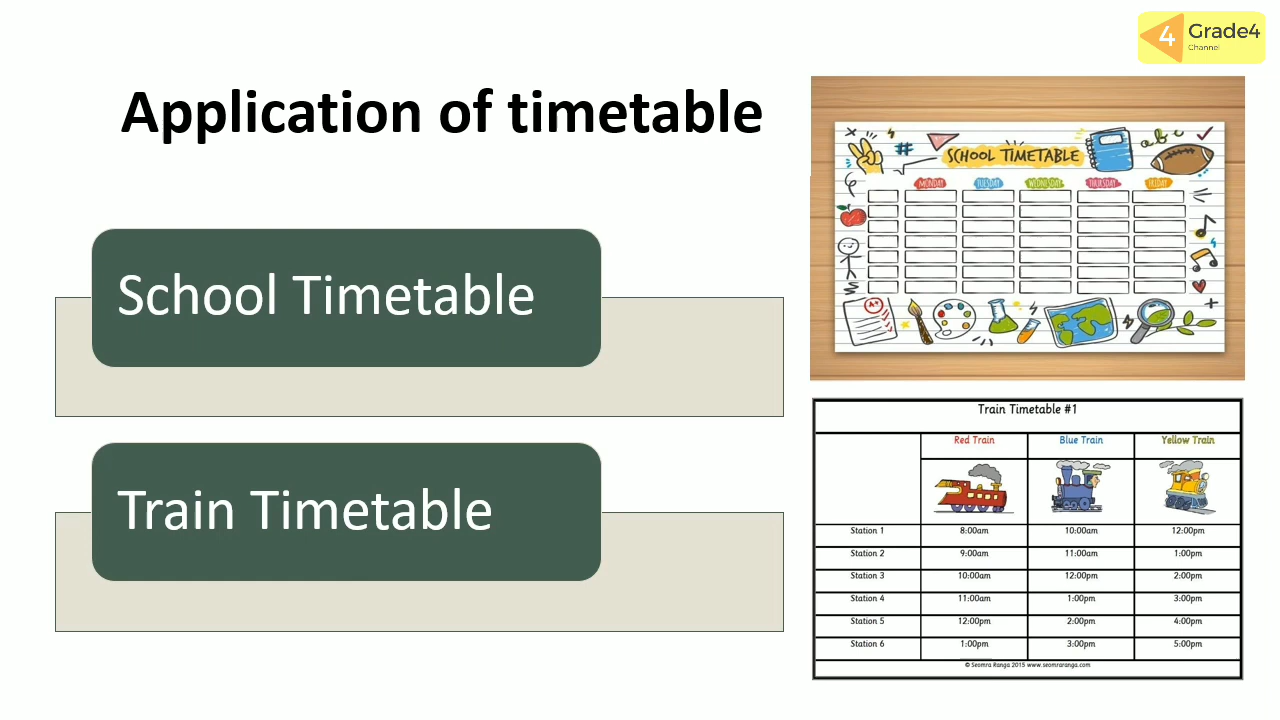 4 Grade4
Channel
Application of timetable
School Timetable
Train Timetable
SCHOOL TIMETABLE
a b c
#
MONDAY TUESDAY WEDNESDAY THURSDAY FRIDAY
A+
Train Timetable #1
Red Train Blue Train Yellow Train
Station 1 8:00am 10:00am 12:00pm
Station 2 9:00am 11:00am 1:00pm
Station 3 10:00am 12:00pm 2:00pm
Station 4 11:00am 1:00pm 3:00pm
Station 5 12:00pm 2:00pm 4:00pm
Station 6 1:00pm 3:00pm 5:00pm
© Seomra Ranga 2015 www.seomraranga.com